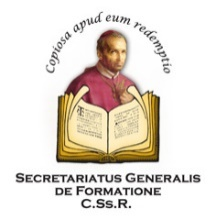 Copiosa apud eum redemptio
SECRETARIATUS GENERALIS
DE FORMATIONE
C.SS.R.